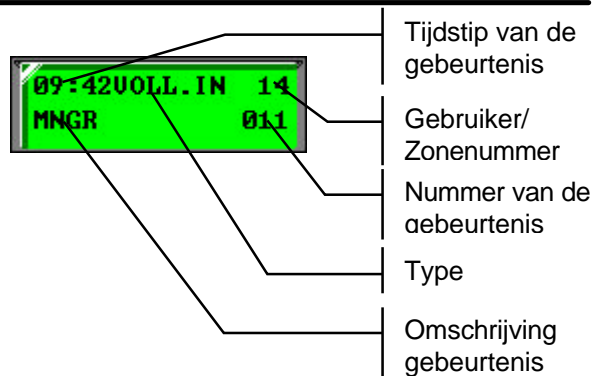 09:42VOLL.IN 14
MNGR 011
Tijdstip van de
gebeurtenis
Gebruiker/
Zonenummer
Nummer van de
gebeurtenis
Type
Omschrijving
gebeurtenis